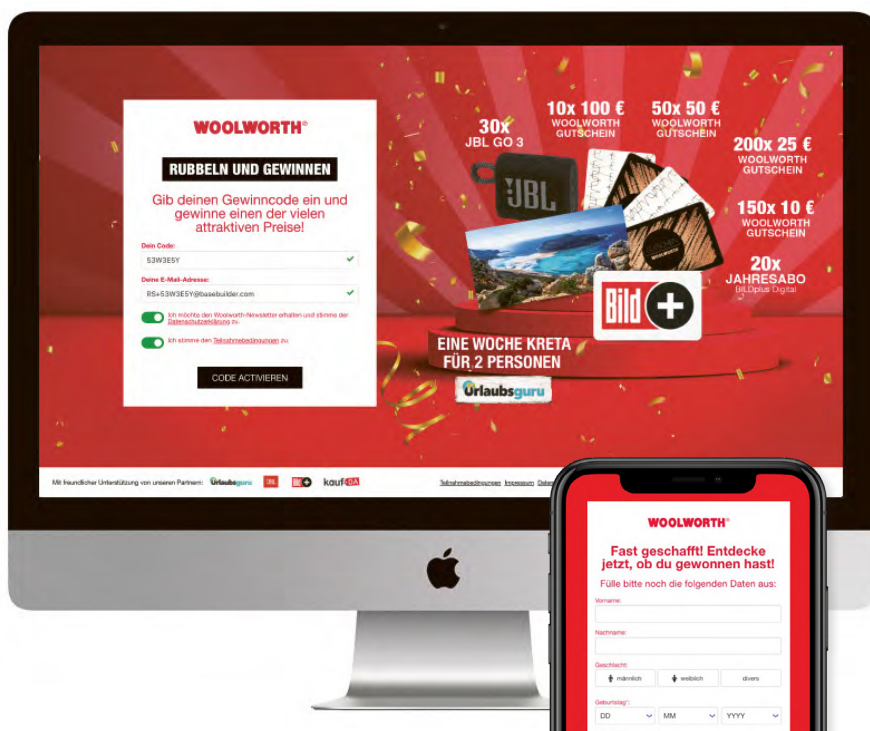 WOOLWORTH®
RUBBELN UND GEWINNEN
Gib deinen Gewinncode ein und
gewinne einen der vielen
attraktiven Preise!
Dein Code:
53W3E5Y
Deine E-Mail-Adresse:
RS+53W3E5Y@basebuilder.com
Ich möchte den Woolworth-Newsletter erhalten und stimme der
Datenschutzerklärung zu.
Ich stimme den Teilnahmebedingungen zu.
CODE ACTIVIEREN
30x
JBL GO 3
10x 100 €
WOOLWORTH
GUTSCHEIN
50x 50 €
WOOLWORTH
GUTSCHEIN
200x 25 €
WOOLWORTH
GUTSCHEIN
150x 10 €
WOOLWORTH
GUTSCHEIN
20x
JAHRESABO
BILDplus Digital
JBL
WOOLWORTH
Bild +
EINE WOCHE KRETA
FÜR 2 PERSONEN
Urlaubsguru
Mit freundlicher Unterstützung von unseren Partnern: Urlaubsguru JBL Bild + kaufDA
Teilnahmebedingungen Impressum
WOOLWORTH®
Fast geschafft! Entdecke
jetzt, ob du gewonnen hast!
Fülle bitte noch die folgenden Daten aus:
Vorname:
Nachname:
Geschlecht:
männlich weiblich divers
Geburtstag*:
DD MM YYYY